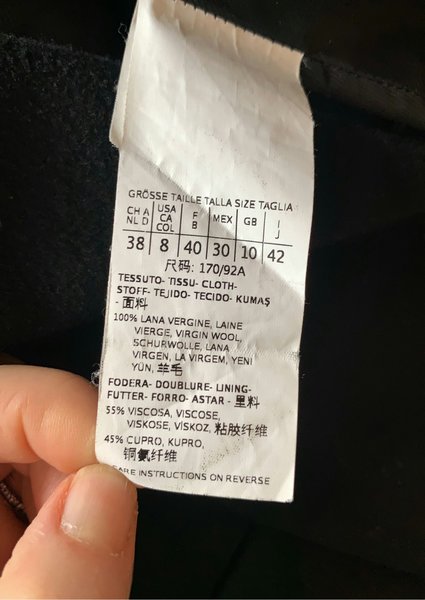 GRÖSSE TAILLE TALLA SIZE TAGLIA
CH A NL D | USA CA COL | F B | MEX | GB | I J
38 | 8 | 40 | 30 | 10 | 42
尺码: 170/92A
TESSUTO- TISSU- CLOTH-
STOFF- TEJIDO- TECIDO- KUMAŞ
- 面料
100% LANA VERGINE, LAINE
VIERGE, VIRGIN WOOL,
SCHURWOLLE, LANA
VIRGEN, LA VIRGEM, YENI
YÜN, 羊毛
FODERA- DOUBLURE- LINING-
FUTTER- FORRO- ASTAR - 里料
55% VISCOSA, VISCOSE,
VISKOSE, VİSKOZ, 粘胶纤维
45% CUPRO, KUPRO,
铜氨纤维
CARE INSTRUCTIONS ON REVERSE